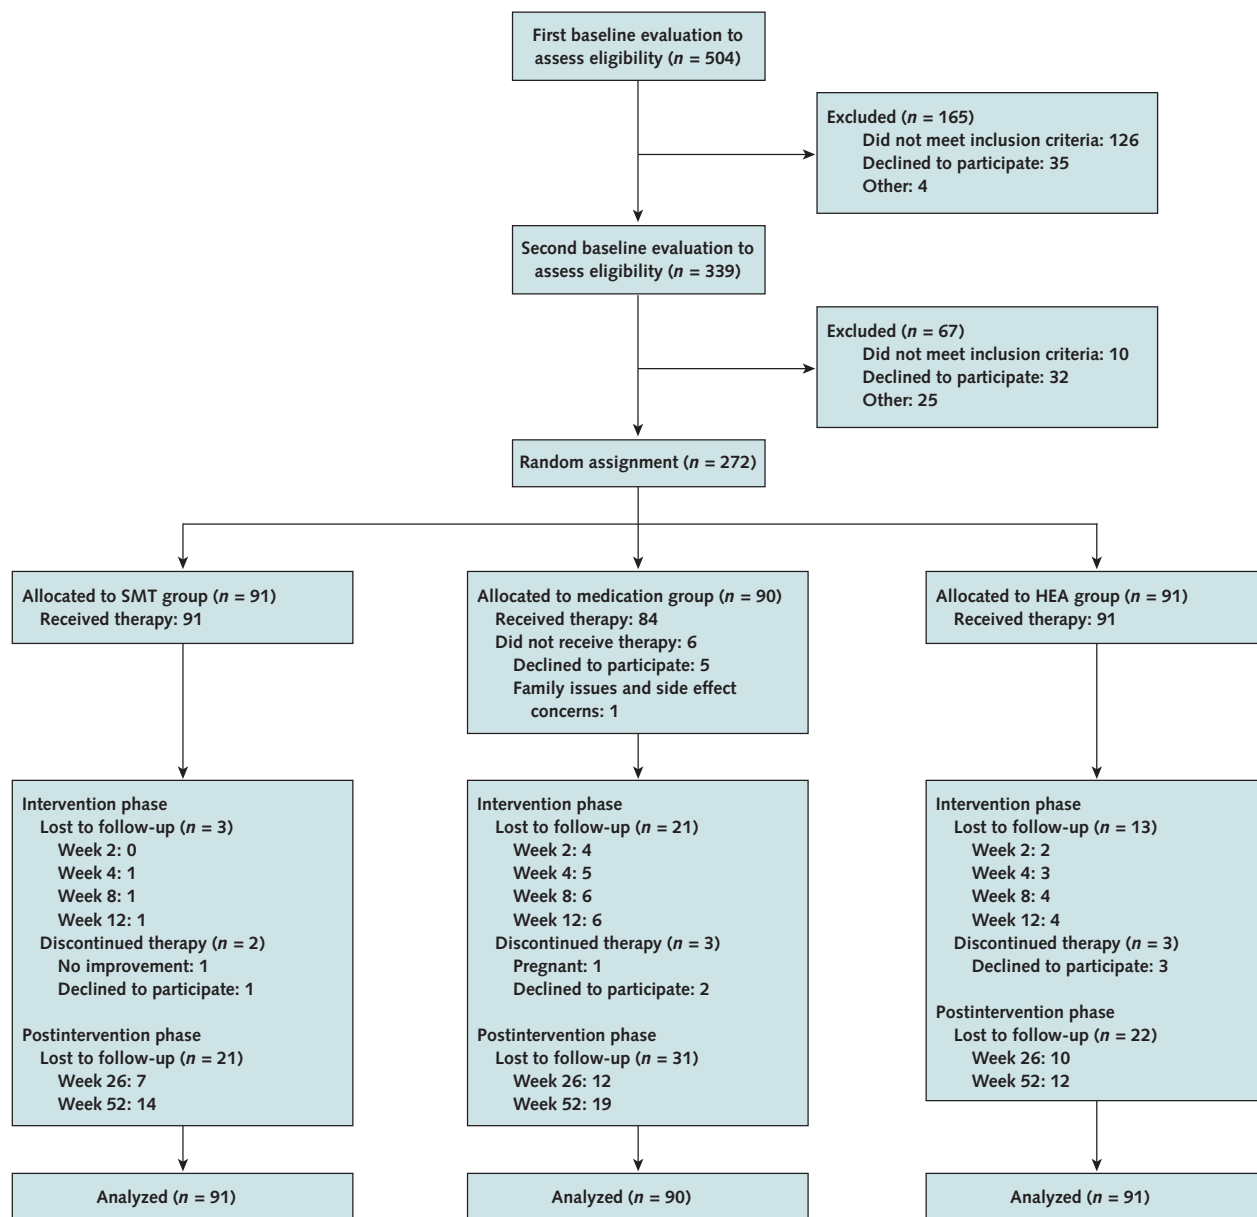 First baseline evaluation to
assess eligibility (n = 504)
Excluded (n = 165)
Did not meet inclusion criteria: 126
Declined to participate: 35
Other: 4
Second baseline evaluation to
assess eligibility (n = 339)
Excluded (n = 67)
Did not meet inclusion criteria: 10
Declined to participate: 32
Other: 25
Random assignment (n = 272)
Allocated to SMT group (n = 91)
Received therapy: 91
Allocated to medication group (n = 90)
Received therapy: 84
Did not receive therapy: 6
Declined to participate: 5
Family issues and side effect
concerns: 1
Allocated to HEA group (n = 91)
Received therapy: 91
Intervention phase
Lost to follow-up (n = 3)
Week 2: 0
Week 4: 1
Week 8: 1
Week 12: 1
Discontinued therapy (n = 2)
No improvement: 1
Declined to participate: 1
Postintervention phase
Lost to follow-up (n = 21)
Week 26: 7
Week 52: 14
Intervention phase
Lost to follow-up (n = 21)
Week 2: 4
Week 4: 5
Week 8: 6
Week 12: 6
Discontinued therapy (n = 3)
Pregnant: 1
Declined to participate: 2
Postintervention phase
Lost to follow-up (n = 31)
Week 26: 12
Week 52: 19
Intervention phase
Lost to follow-up (n = 13)
Week 2: 2
Week 4: 3
Week 8: 4
Week 12: 4
Discontinued therapy (n = 3)
Declined to participate: 3
Postintervention phase
Lost to follow-up (n = 22)
Week 26: 10
Week 52: 12
Analyzed (n = 91)
Analyzed (n = 90)
Analyzed (n = 91)